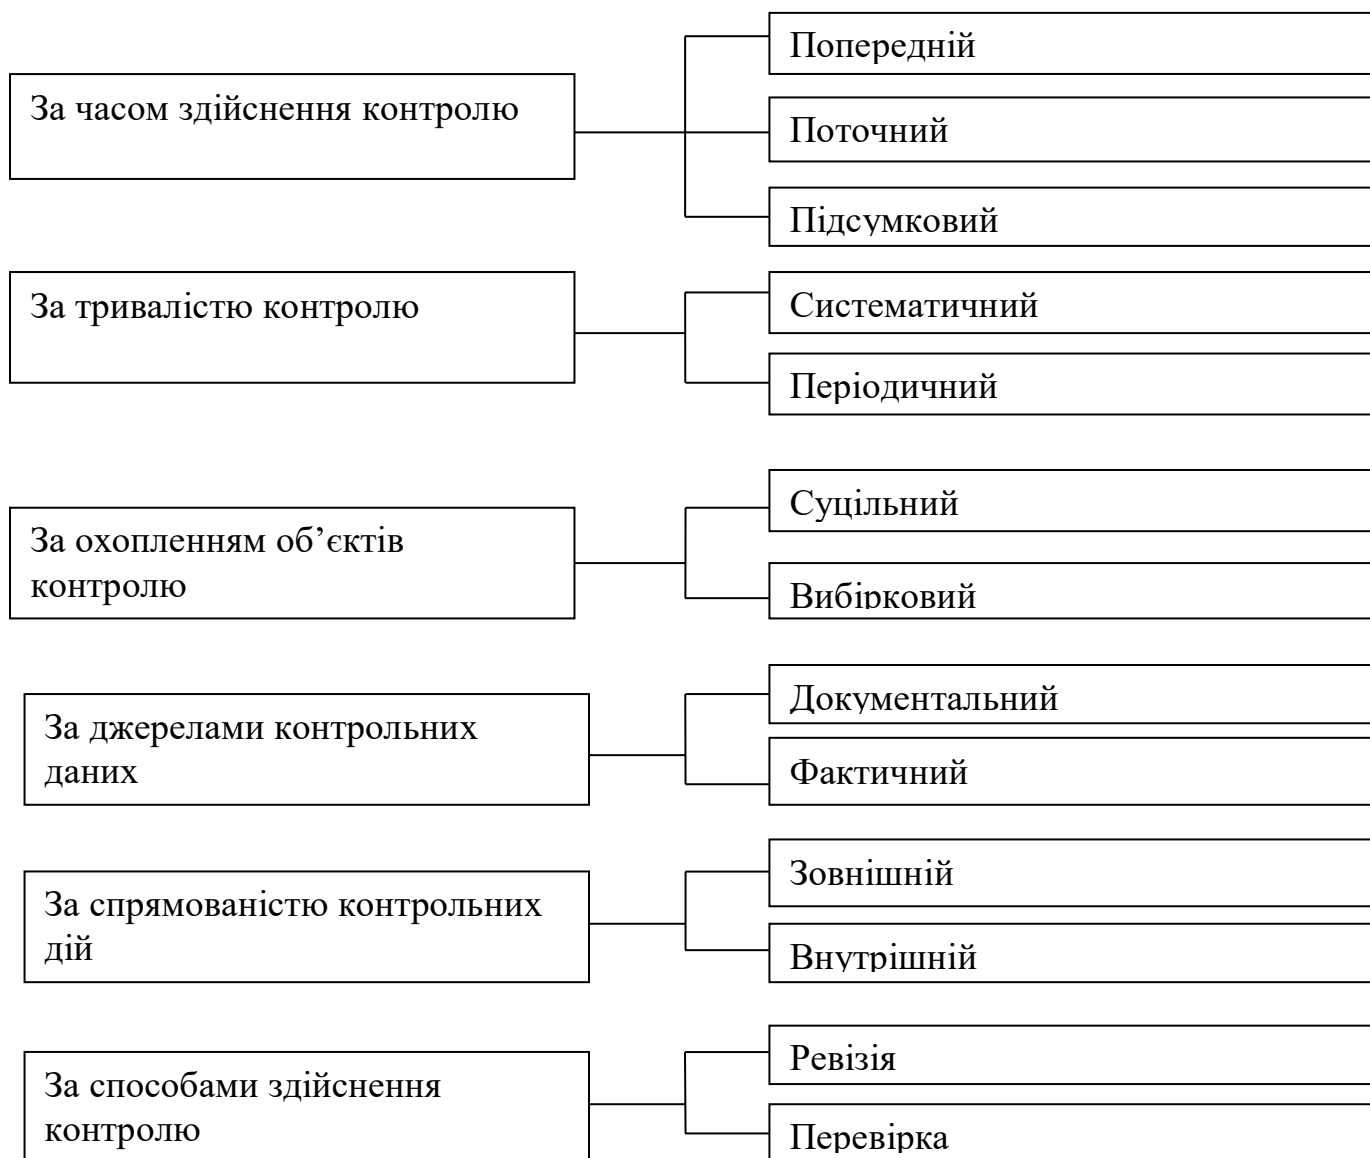 За часом здійснення контролю
Попередній
Поточний
Підсумковий
За тривалістю контролю
Систематичний
Періодичний
За охопленням об’єктів
контролю
Суцільний
Вибірковий
За джерелами контрольних
даних
Документальний
Фактичний
За спрямованістю контрольних
дій
Зовнішній
Внутрішній
За способами здійснення
контролю
Ревізія
Перевірка